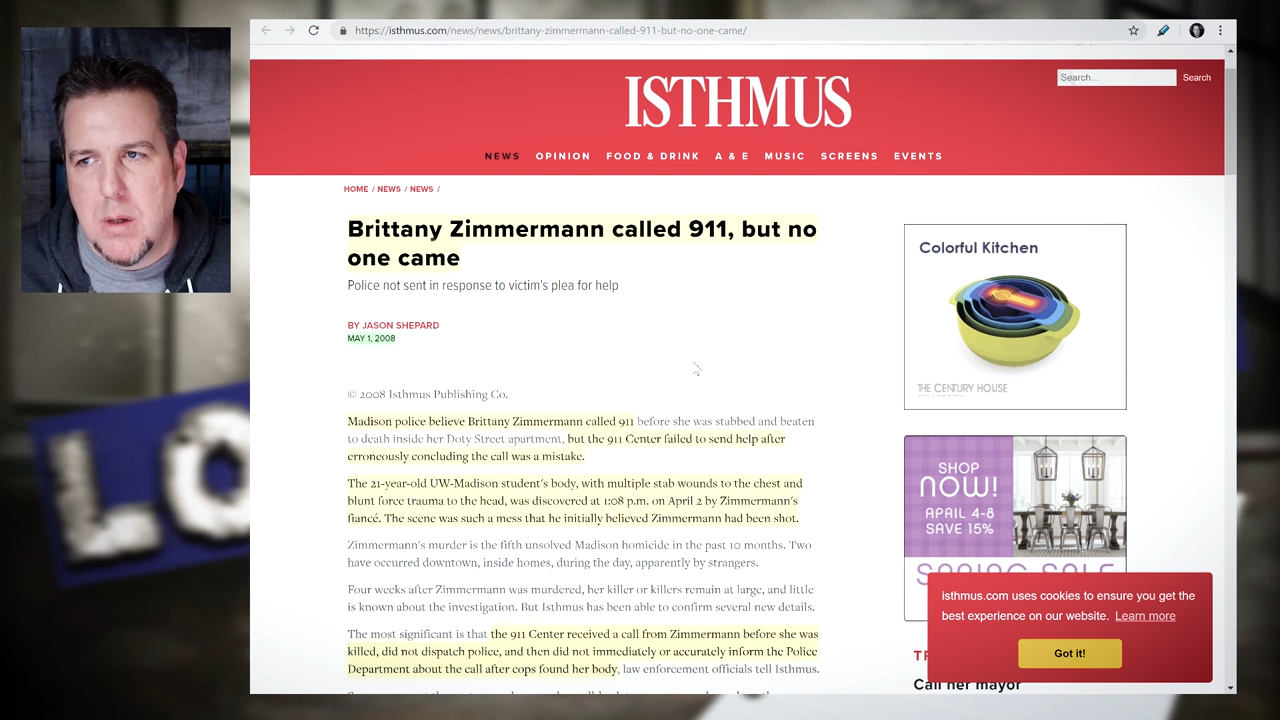 https://isthmus.com/news/news/brittany-zimmermann-called-911-but-no-one-came/
ISTHMUS
Search...
Search
NEWS OPINION FOOD & DRINK A & E MUSIC SCREENS EVENTS
HOME / NEWS / NEWS /
Brittany Zimmermann called 911, but no
one came
Police not sent in response to victim's plea for help
BY JASON SHEPARD
MAY 1, 2008
© 2008 Isthmus Publishing Co.
Madison police believe Brittany Zimmermann called 911 before she was stabbed and beaten
to death inside her Doty Street apartment, but the 911 Center failed to send help after
erroneously concluding the call was a mistake.
The 21-year-old UW-Madison student's body, with multiple stab wounds to the chest and
blunt force trauma to the head, was discovered at 1:08 p.m. on April 2 by Zimmermann's
fiancé. The scene was such a mess that he initially believed Zimmermann had been shot.
Zimmermann's murder is the fifth unsolved Madison homicide in the past 10 months. Two
have occurred downtown, inside homes, during the day, apparently by strangers.
Four weeks after Zimmermann was murdered, her killer or killers remain at large, and little
is known about the investigation. But Isthmus has been able to confirm several new details.
The most significant is that the 911 Center received a call from Zimmermann before she was
killed, did not dispatch police, and then did not immediately or accurately inform the Police
Department about the call after cops found her body, law enforcement officials tell Isthmus.
Colorful Kitchen
THE CENTURY HOUSE
SHOP
NOW!
APRIL 4-8
SAVE 15%
SPRING SALE
isthmus.com uses cookies to ensure you get the
best experience on our website. Learn more
Got it!
Call her mayor
LO